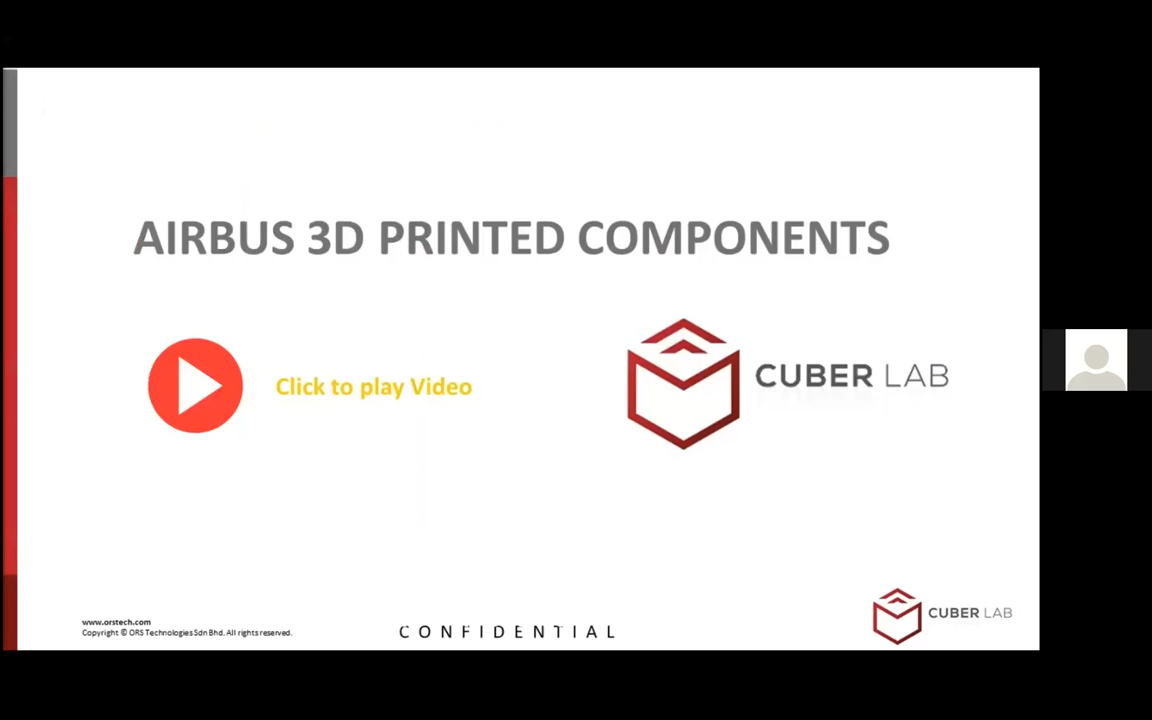 AIRBUS 3D PRINTED COMPONENTS
Click to play Video
CUBER LAB
www.orstech.com
Copyright © ORS Technologies Sdn Bhd, All rights reserved.
CONFIDENTIAL
CUBER LAB